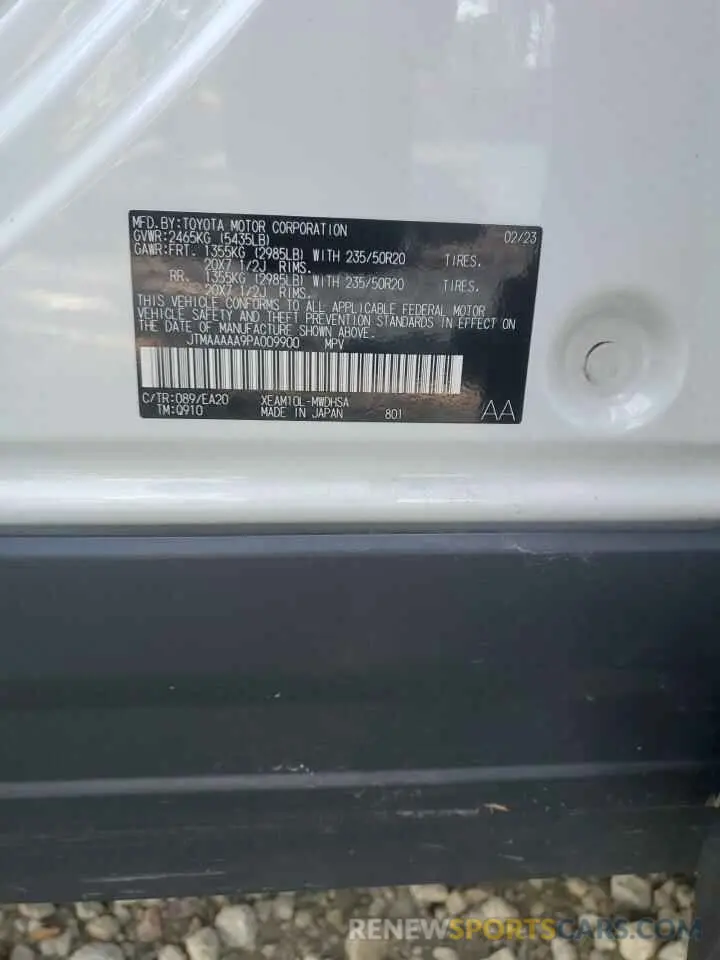 MFD.BY:TOYOTA MOTOR CORPORATION 02/23
GVWR:2465KG (5435LB)
GAWR:FRT. 1355KG (2985LB) WITH 235/50R20 TIRES.
20X7 1/2J RIMS.
RR. 1355KG (2985LB) WITH 235/50R20 TIRES.
20X7 1/2J RIMS.
THIS VEHICLE CONFORMS TO ALL APPLICABLE FEDERAL MOTOR
VEHICLE SAFETY AND THEFT PREVENTION STANDARDS IN EFFECT ON
THE DATE OF MANUFACTURE SHOWN ABOVE.
JTMAAAAA9PA009900 MPV
C/TR:089/EA20 XEAM10L-MWDHSA
TM:Q910 MADE IN JAPAN 801 AA
RENEWSPORTSCARS.COM